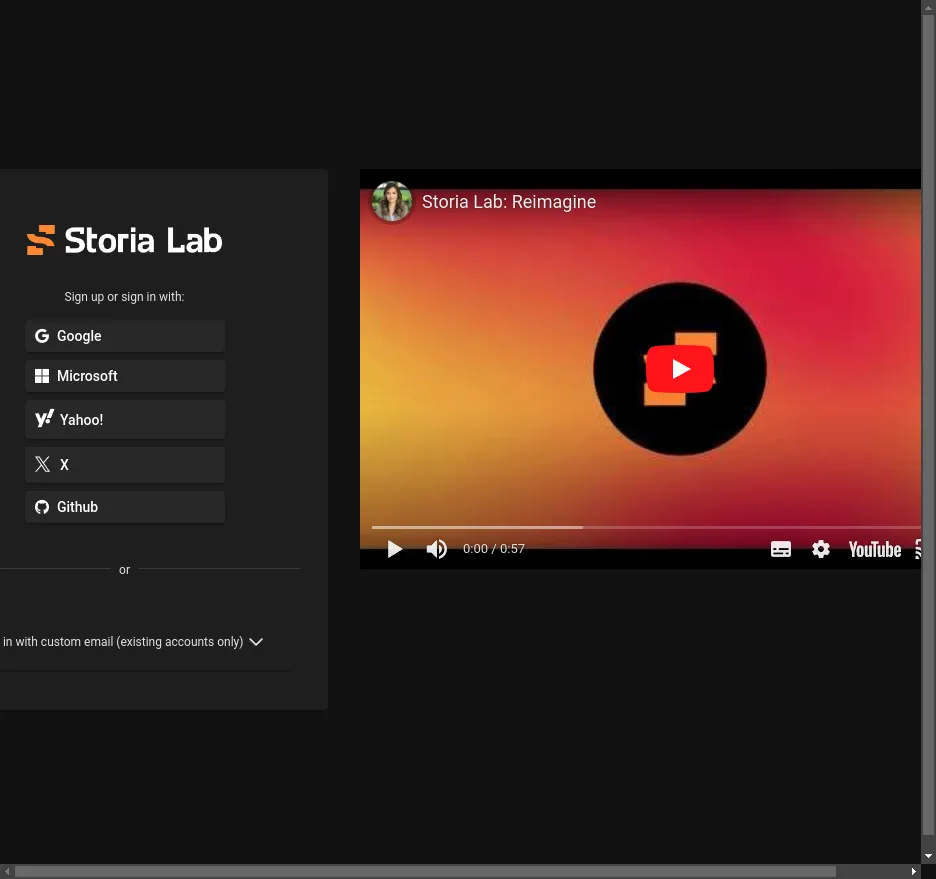 Storia Lab
Sign up or sign in with:
Google
Microsoft
Yahoo!
X
Github
or
in with custom email (existing accounts only)
Storia Lab: Reimagine
0:00 / 0:57
YouTube